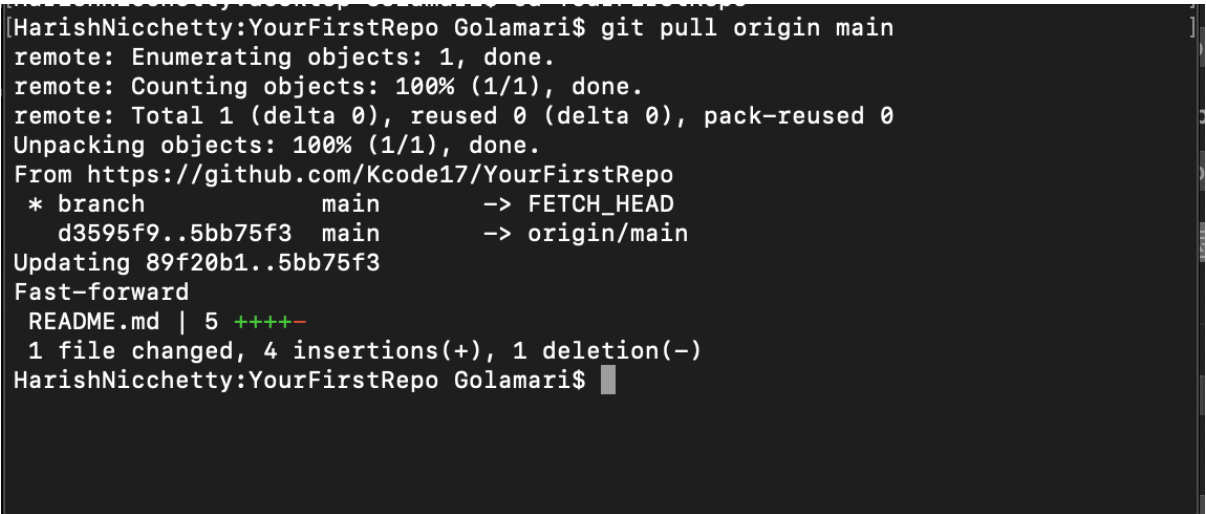 [HarishNicchetty:YourFirstRepo Golamari$ git pull origin main ]
remote: Enumerating objects: 1, done.
remote: Counting objects: 100% (1/1), done.
remote: Total 1 (delta 0), reused 0 (delta 0), pack-reused 0
Unpacking objects: 100% (1/1), done.
From https://github.com/Kcode17/YourFirstRepo
 * branch            main       -> FETCH_HEAD
   d3595f9..5bb75f3  main       -> origin/main
Updating 89f20b1..5bb75f3
Fast-forward
 README.md | 5 ++++-
 1 file changed, 4 insertions(+), 1 deletion(-)
HarishNicchetty:YourFirstRepo Golamari$